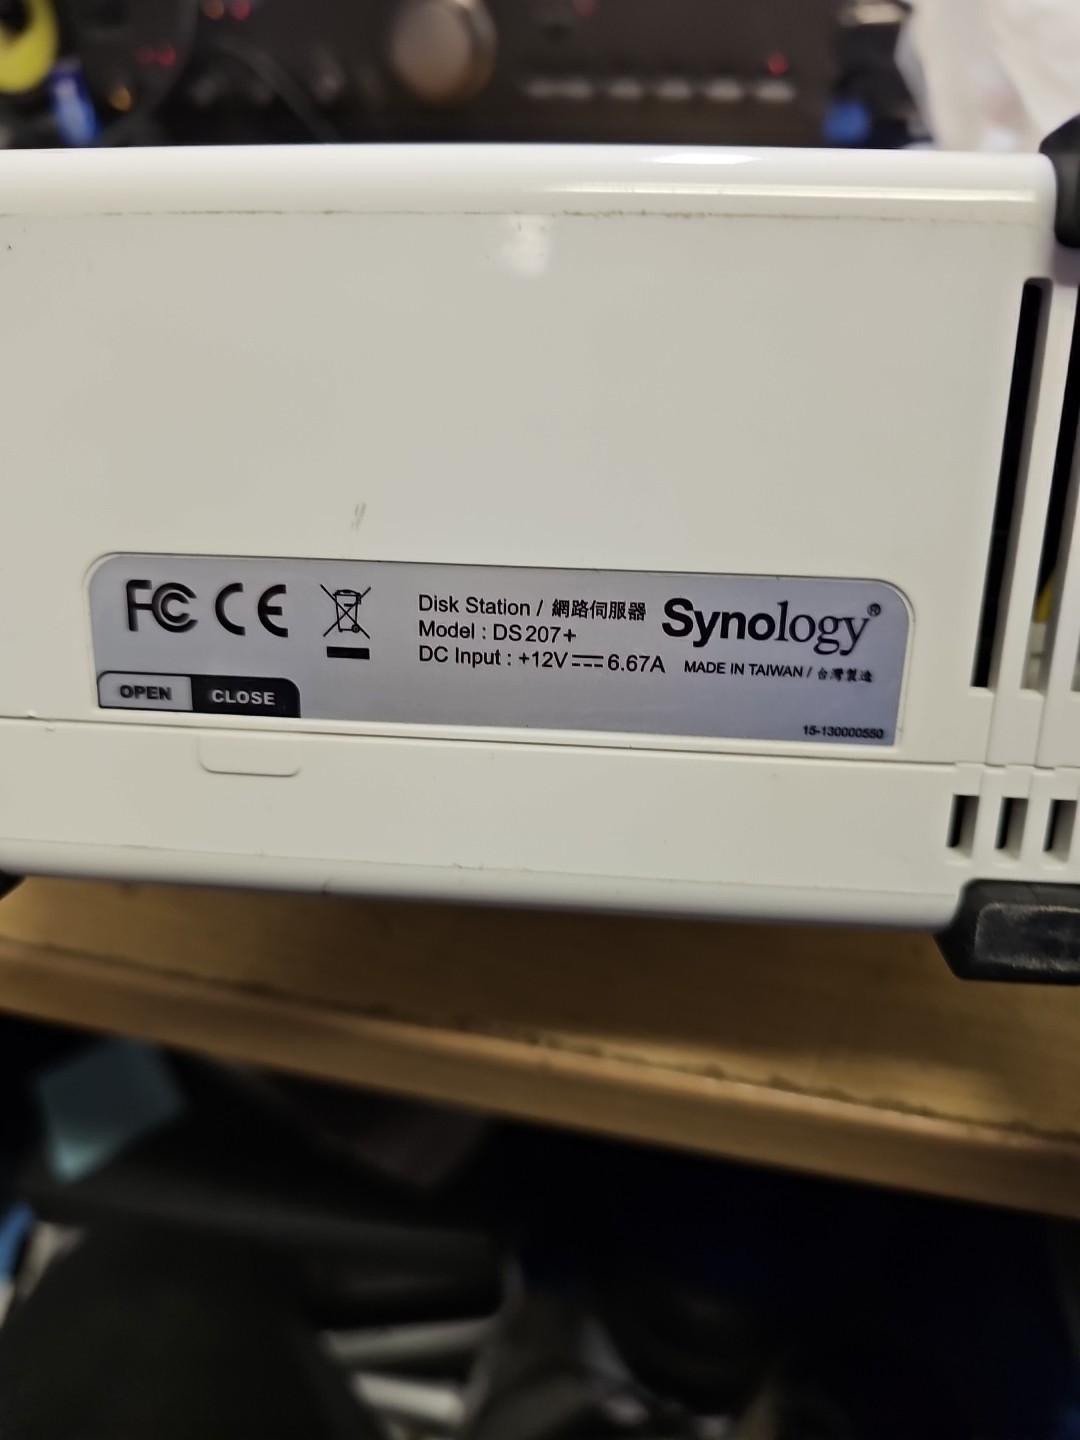 FC CE
Disk Station / 網路伺服器
Model : DS207+
DC Input : +12V⎓6.67A
Synology®
MADE IN TAIWAN / 台灣製造
OPEN CLOSE
15-130000550